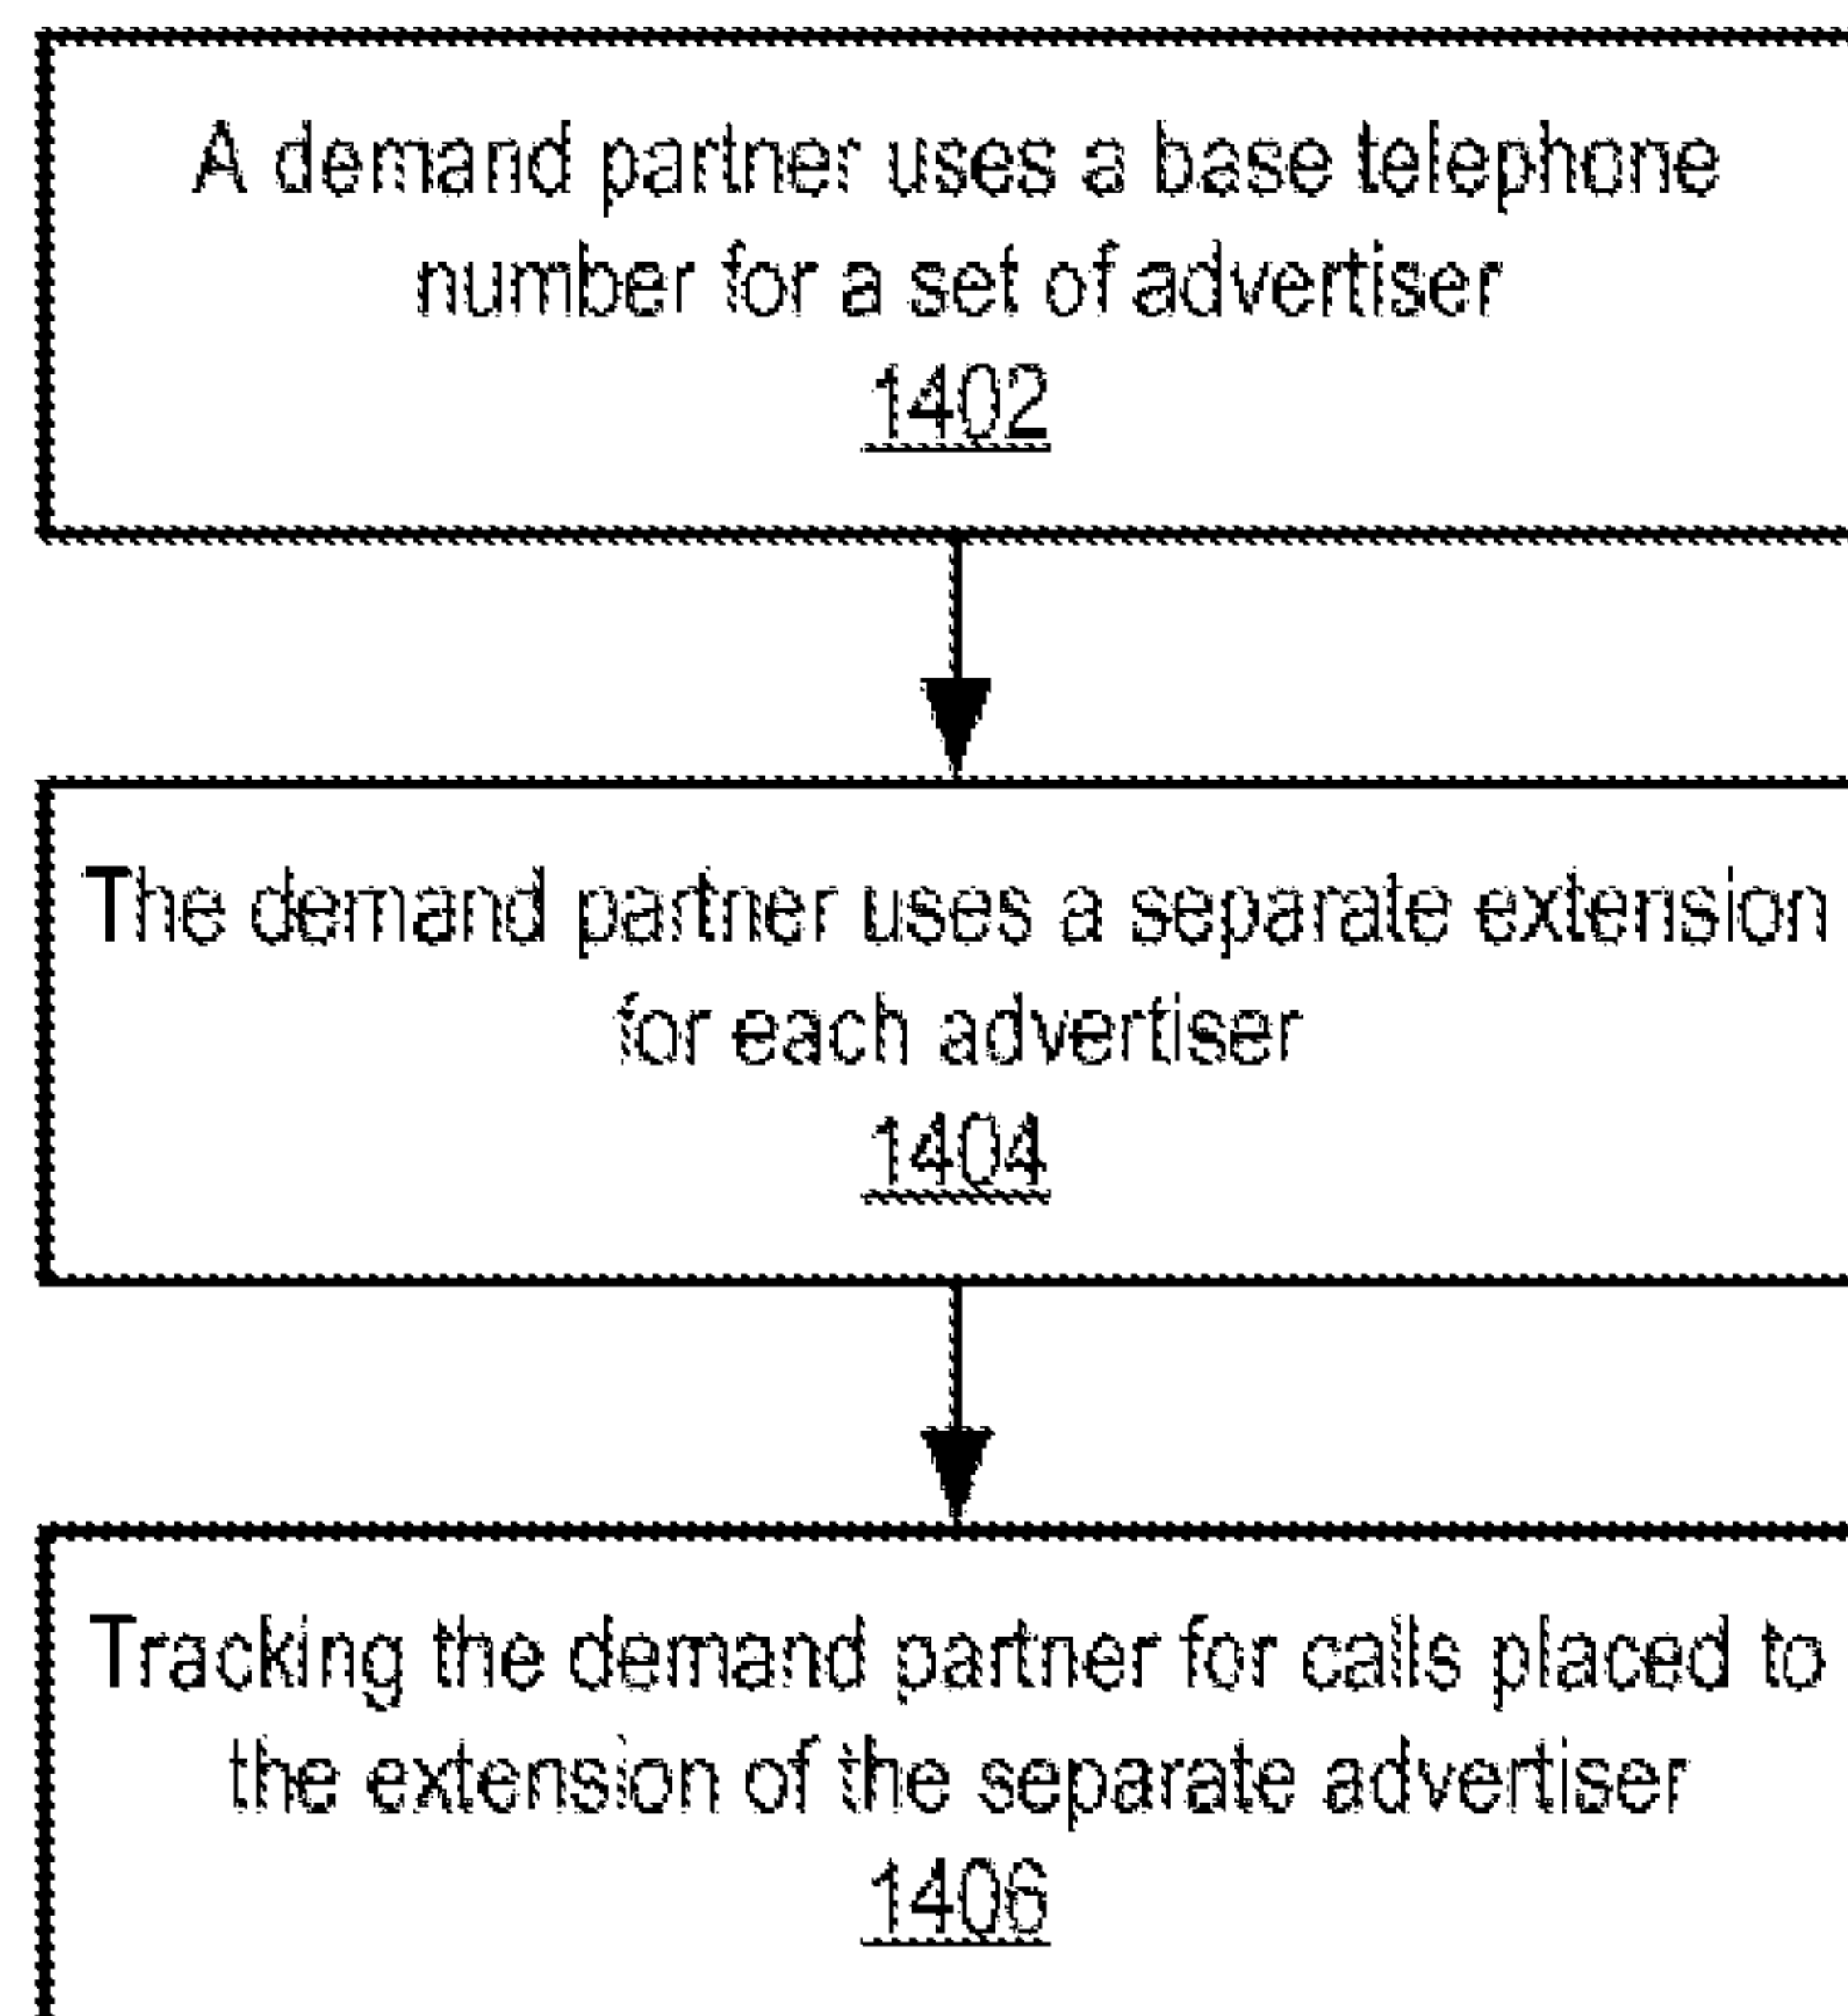 A demand partner uses a base telephone
number for a set of advertiser
1402
The demand partner uses a separate extension
for each advertiser
1404
Tracking the demand partner for calls placed to
the extension of the separate advertiser
1406